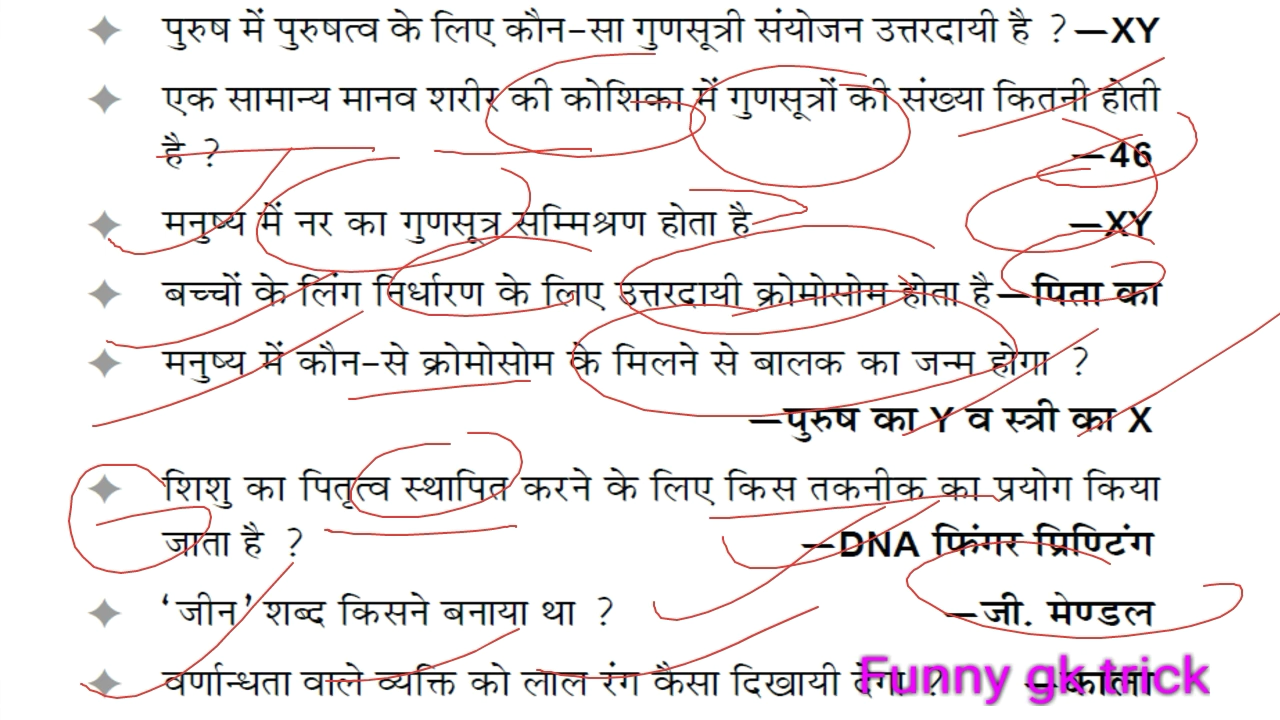 ✦ पुरुष में पुरुषत्व के लिए कौन-सा गुणसूत्री संयोजन उत्तरदायी है ? —XY
✦ एक सामान्य मानव शरीर की कोशिका में गुणसूत्रों की संख्या कितनी होती
है ? —46
✦ मनुष्य में नर का गुणसूत्र सम्मिश्रण होता है —XY
✦ बच्चों के लिंग निर्धारण के लिए उत्तरदायी क्रोमोसोम होता है —पिता का
✦ मनुष्य में कौन-से क्रोमोसोम के मिलने से बालक का जन्म होगा ?
—पुरुष का Y व स्त्री का X
✦ शिशु का पितृत्व स्थापित करने के लिए किस तकनीक का प्रयोग किया
जाता है ? —DNA फिंगर प्रिण्टिंग
✦ 'जीन' शब्द किसने बनाया था ? —जी. मेण्डल
✦ वर्णान्धता वाले व्यक्ति को लाल रंग कैसा दिखायी देगा ? —काला
Funny gk trick